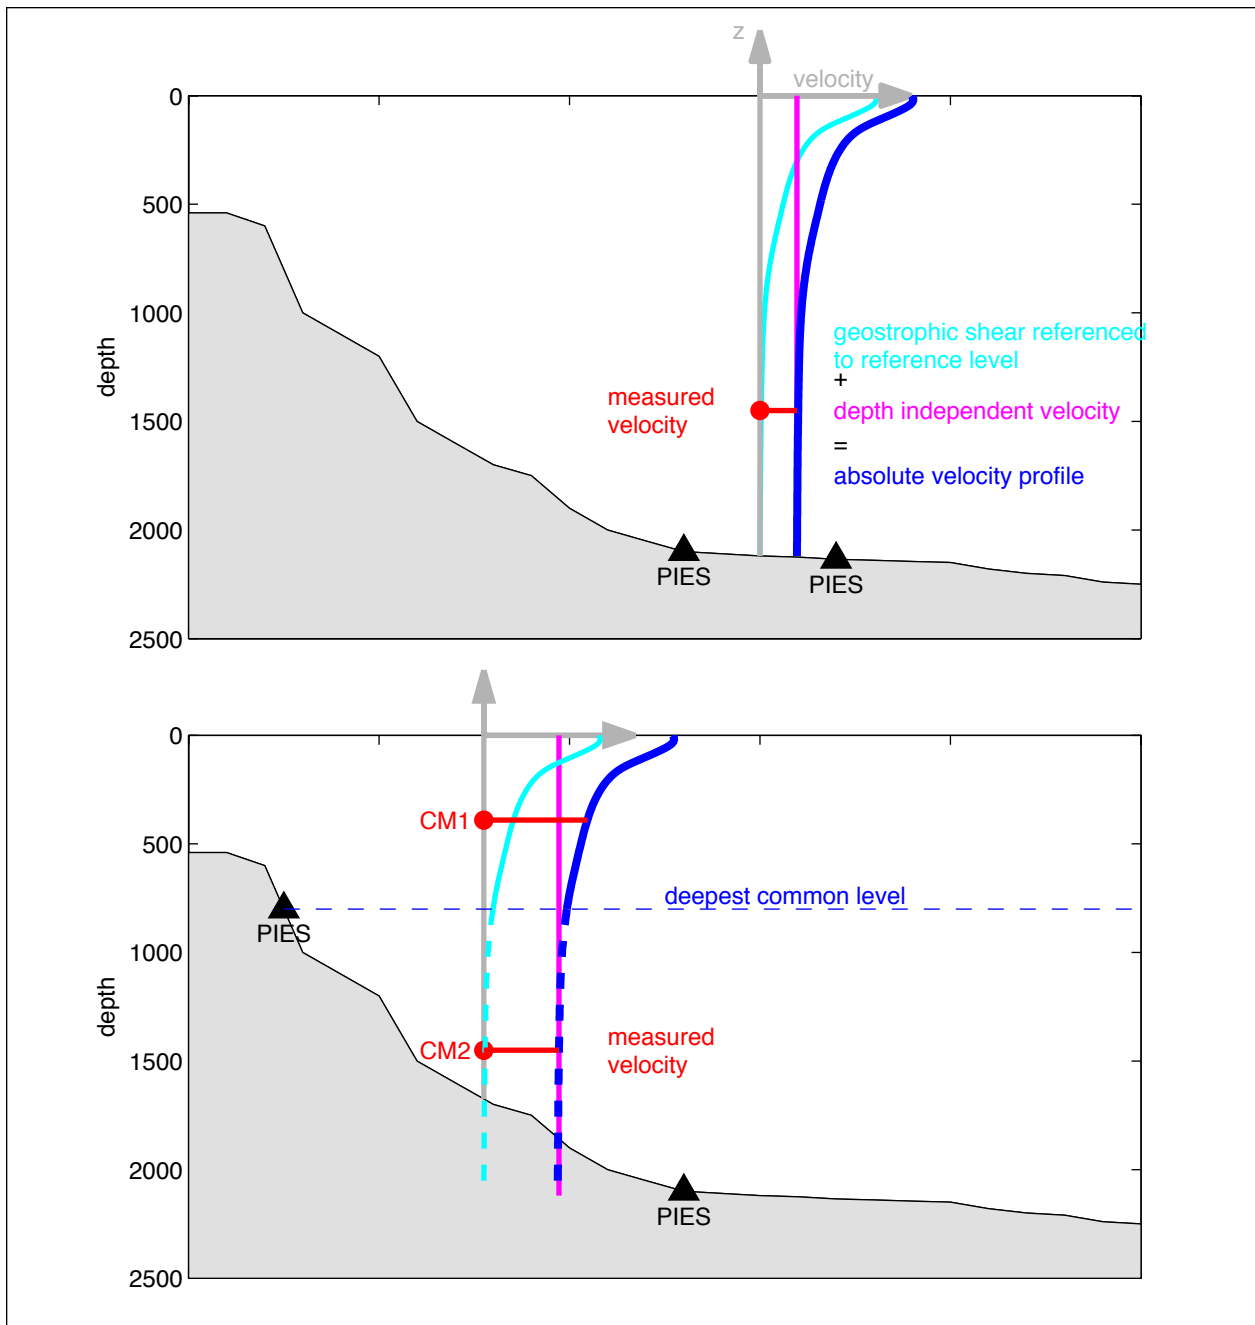 z
velocity
0
500
1000
1500
2000
2500
depth
geostrophic shear referenced
to reference level
+
depth independent velocity
=
absolute velocity profile
measured
velocity
PIES
PIES
0
500
1000
1500
2000
2500
depth
CM1
deepest common level
PIES
CM2
measured
velocity
PIES